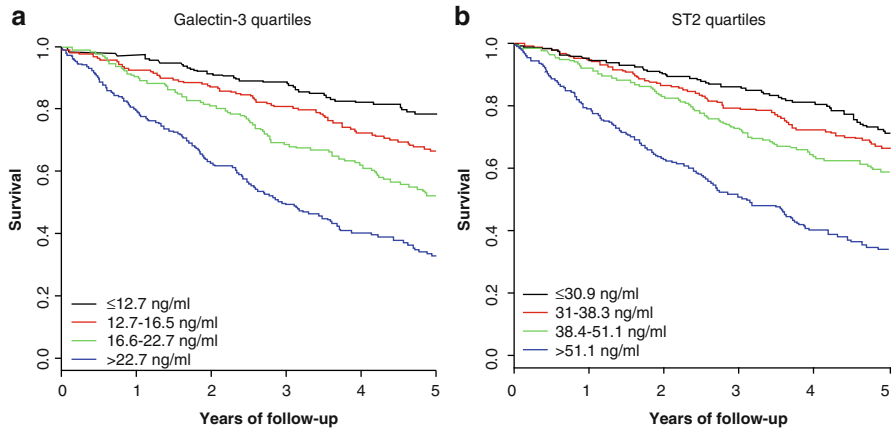 a
Galectin-3 quartiles
Survival
1.0
0.8
0.6
0.4
0.2
0.0
≤12.7 ng/ml
12.7-16.5 ng/ml
16.6-22.7 ng/ml
>22.7 ng/ml
0 1 2 3 4 5
Years of follow-up
b
ST2 quartiles
Survival
1.0
0.8
0.6
0.4
0.2
0.0
≤30.9 ng/ml
31-38.3 ng/ml
38.4-51.1 ng/ml
>51.1 ng/ml
0 1 2 3 4 5
Years of follow-up